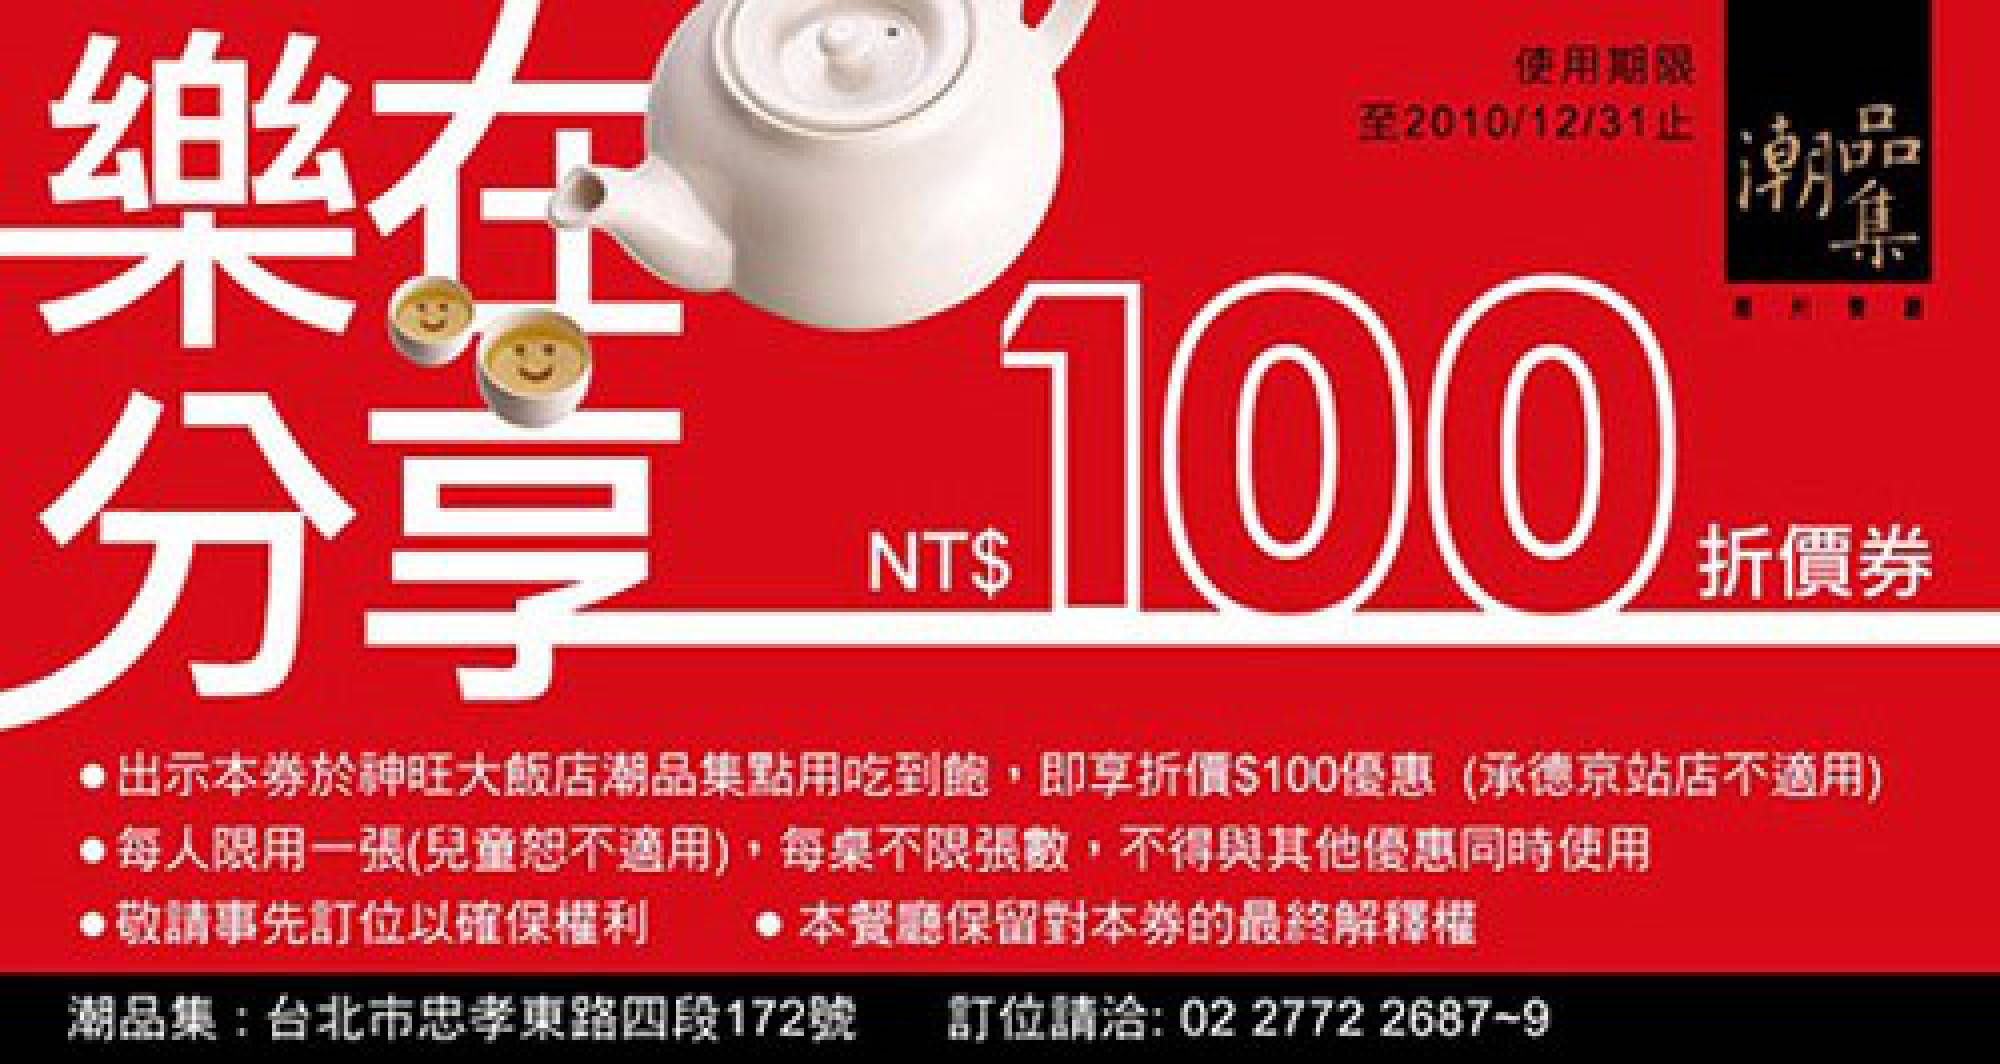 樂在
分享
使用期限
至2010/12/31止
潮品集
NT$100折價券
●出示本券於神旺大飯店潮品集點用吃到飽，即享折價$100優惠 (承德京站店不適用)
●每人限用一張(兒童恕不適用)，每桌不限張數，不得與其他優惠同時使用
●敬請事先訂位以確保權利 ●本餐廳保留對本券的最終解釋權
潮品集：台北市忠孝東路四段172號 訂位請洽: 02 2772 2687~9